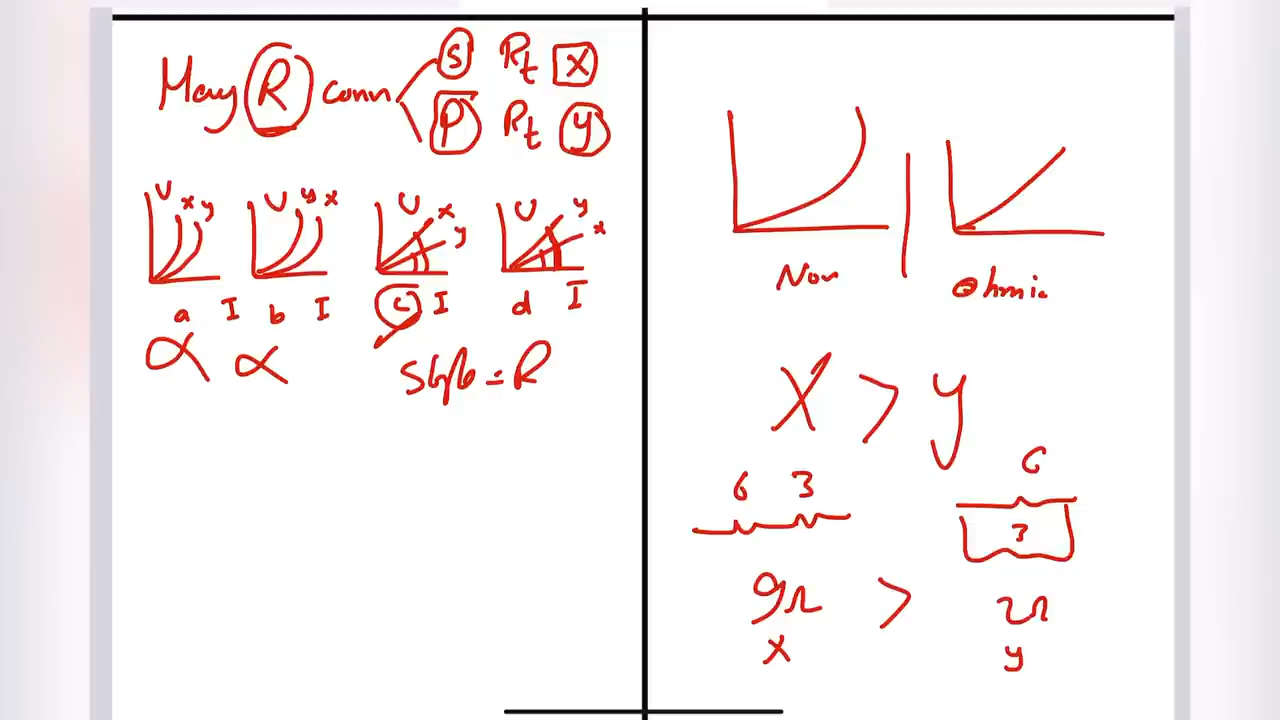 Many R conn
S Rt X
P Rt y
U x y
U y x
U x y
U y x
a I b I c I d I
slope = R
Non Ohmic
X > y
6 3
6
3
9Ω > 2Ω
X y